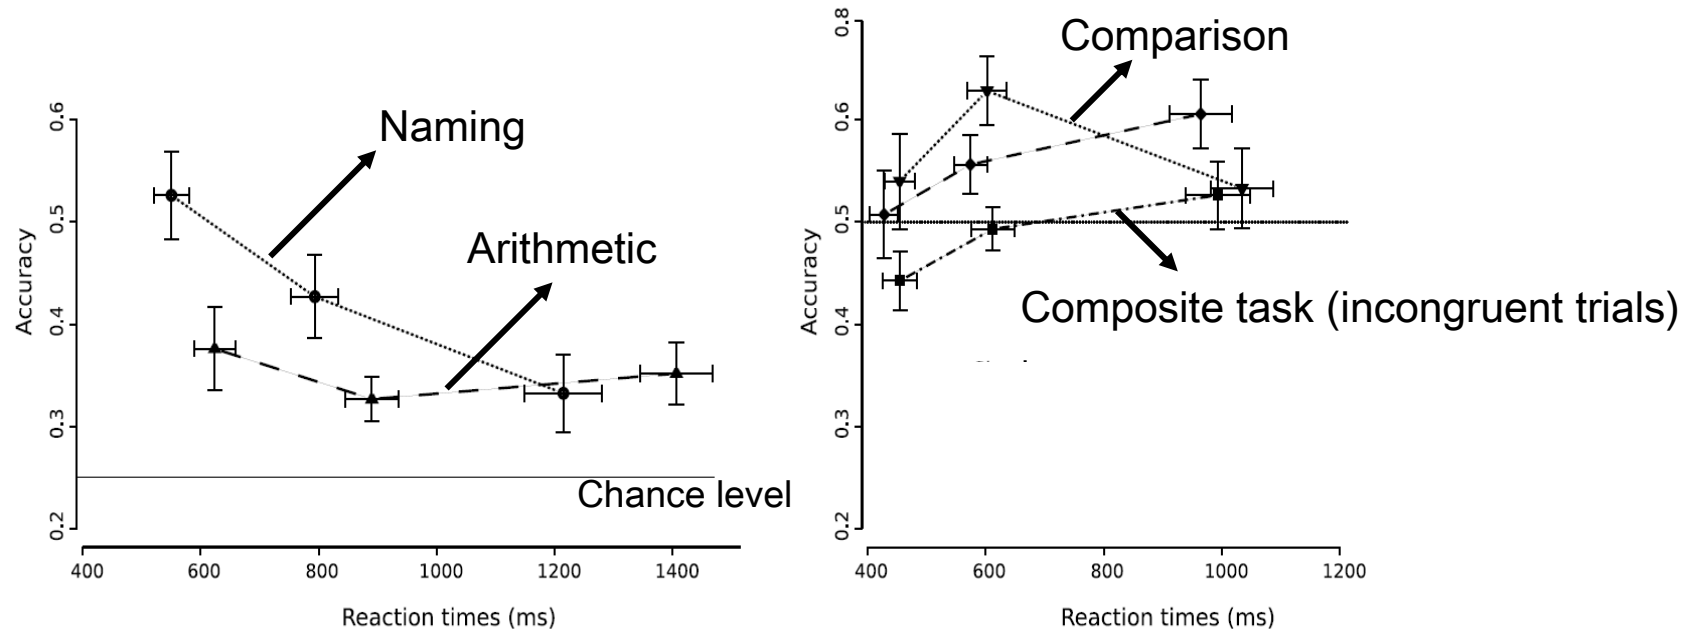 0.6
0.5
0.4
0.3
0.2
Accuracy
Naming
Arithmetic
Chance level
400 600 800 1000 1200 1400
Reaction times (ms)
0.8
0.6
0.5
0.4
0.3
0.2
Accuracy
Comparison
Composite task (incongruent trials)
400 600 800 1000 1200
Reaction times (ms)